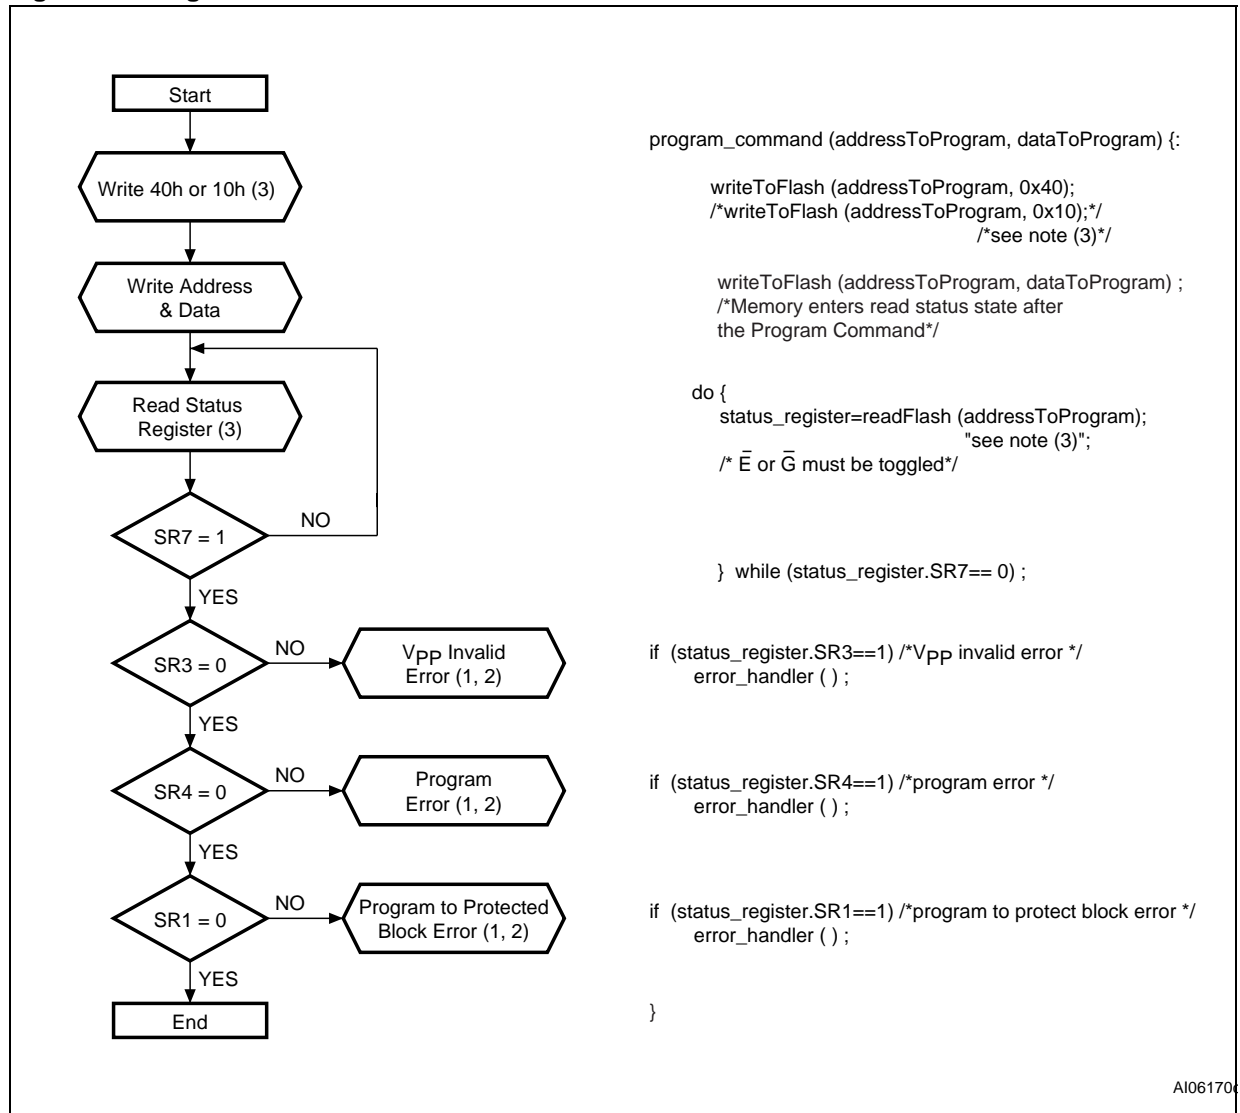 Start
Write 40h or 10h (3)
Write Address
& Data
Read Status
Register (3)
SR7 = 1
NO
YES
SR3 = 0
NO
VPP Invalid
Error (1, 2)
YES
SR4 = 0
NO
Program
Error (1, 2)
YES
SR1 = 0
NO
Program to Protected
Block Error (1, 2)
YES
End
program_command (addressToProgram, dataToProgram) {:
writeToFlash (addressToProgram, 0x40);
/*writeToFlash (addressToProgram, 0x10);*/
/*see note (3)*/
writeToFlash (addressToProgram, dataToProgram) ;
/*Memory enters read status state after
the Program Command*/
do {
status_register=readFlash (addressToProgram);
"see note (3)";
/* E̅ or G̅ must be toggled*/
} while (status_register.SR7== 0) ;
if (status_register.SR3==1) /*VPP invalid error */
error_handler ( ) ;
if (status_register.SR4==1) /*program error */
error_handler ( ) ;
if (status_register.SR1==1) /*program to protect block error */
error_handler ( ) ;
}